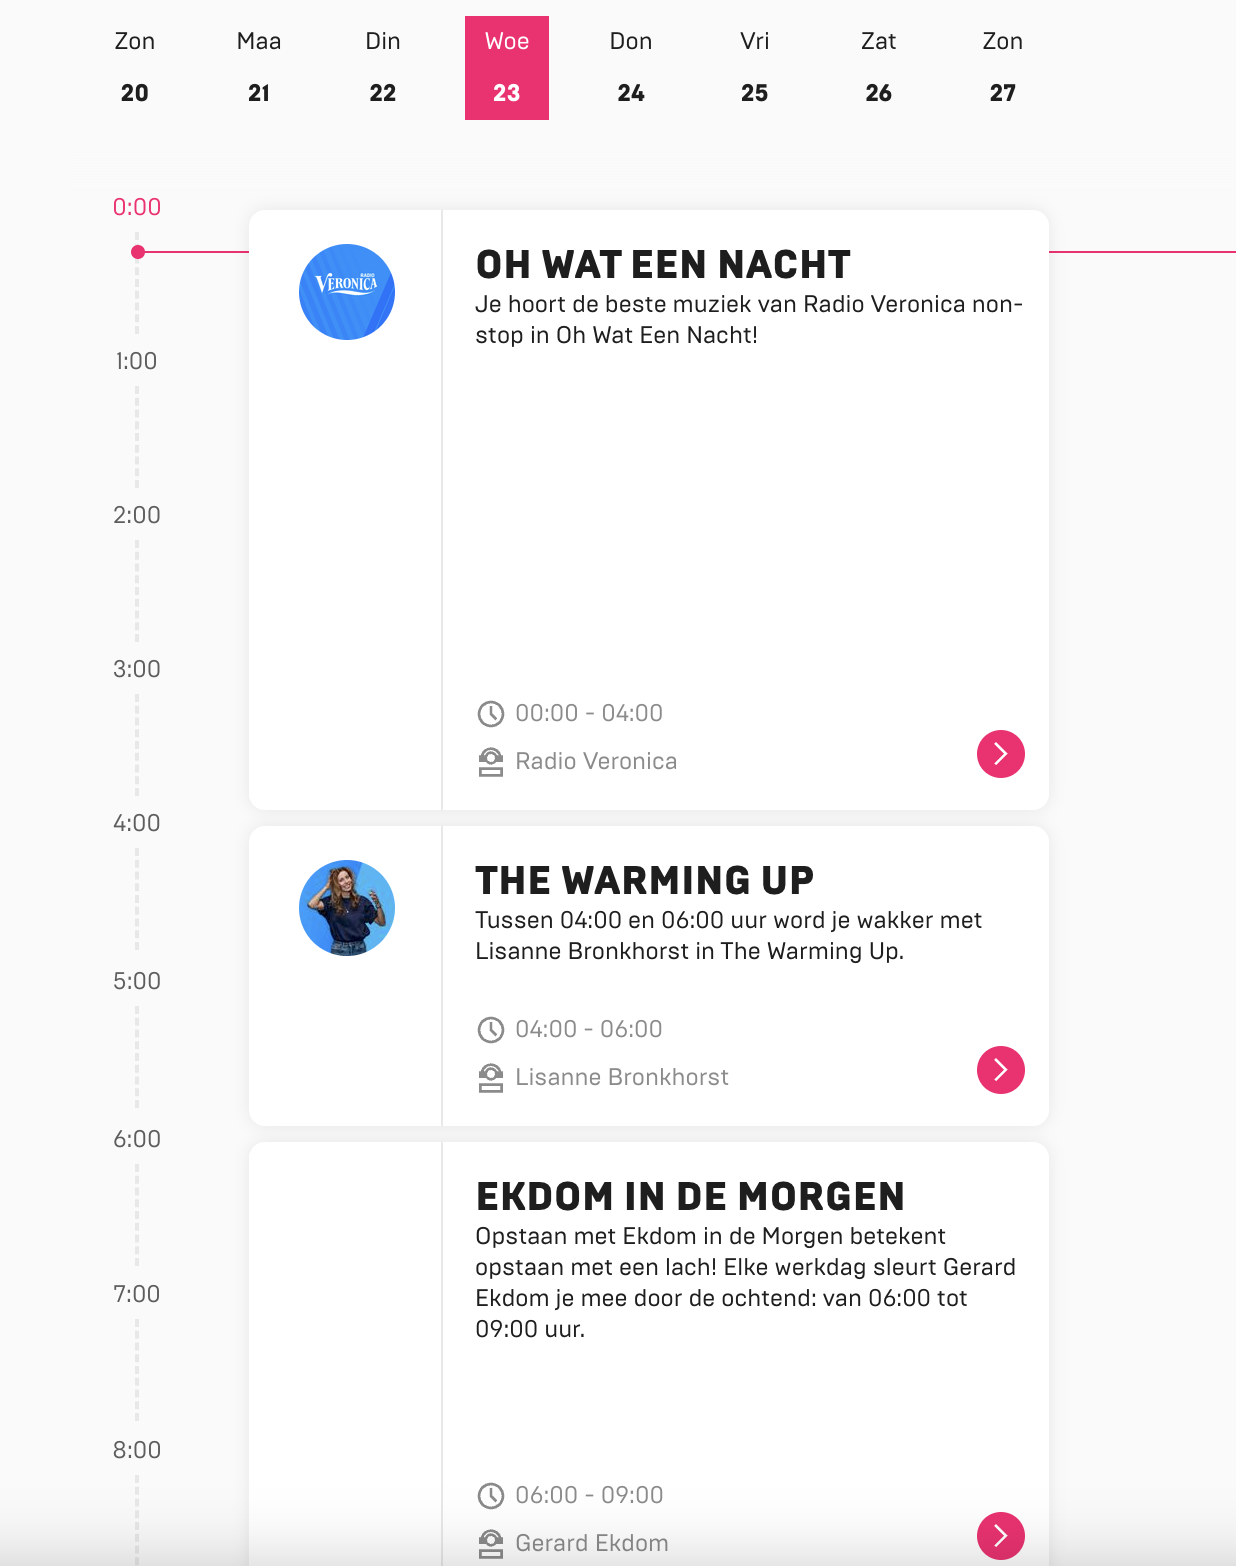 Zon Maa Din Woe Don Vri Zat Zon
20 21 22 23 24 25 26 27
0:00
RADIO
VERONICA
OH WAT EEN NACHT
Je hoort de beste muziek van Radio Veronica non-
stop in Oh Wat Een Nacht!
1:00
2:00
3:00
00:00 - 04:00
Radio Veronica
4:00
THE WARMING UP
Tussen 04:00 en 06:00 uur word je wakker met
Lisanne Bronkhorst in The Warming Up.
5:00
04:00 - 06:00
Lisanne Bronkhorst
6:00
EKDOM IN DE MORGEN
Opstaan met Ekdom in de Morgen betekent
opstaan met een lach! Elke werkdag sleurt Gerard
Ekdom je mee door de ochtend: van 06:00 tot
09:00 uur.
7:00
8:00
06:00 - 09:00
Gerard Ekdom